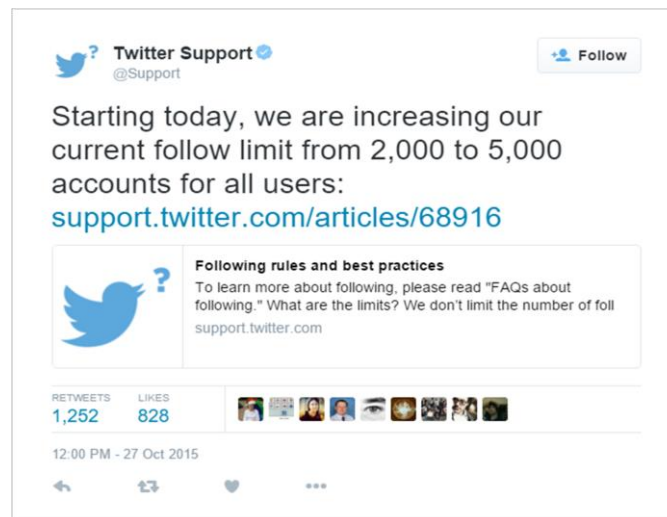 Twitter Support
@Support
Follow
Starting today, we are increasing our
current follow limit from 2,000 to 5,000
accounts for all users:
support.twitter.com/articles/68916
?
Following rules and best practices
To learn more about following, please read "FAQs about
following." What are the limits? We don't limit the number of foll
support.twitter.com
RETWEETS LIKES
1,252 828
12:00 PM - 27 Oct 2015